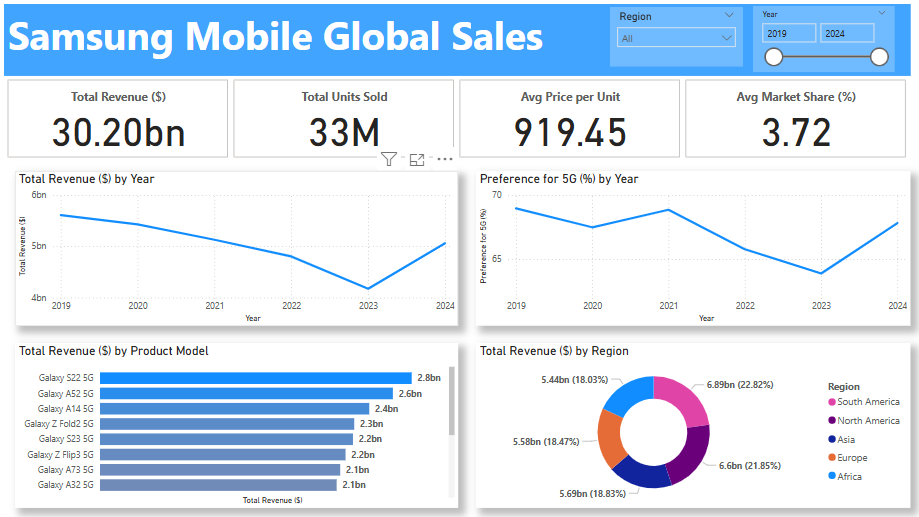 Samsung Mobile Global Sales
Region
All
Year
2019
2024
Total Revenue ($)
30.20bn
Total Units Sold
33M
Avg Price per Unit
919.45
Avg Market Share (%)
3.72
Total Revenue ($) by Year
Total Revenue ($)
6bn
5bn
4bn
2019 2020 2021 2022 2023 2024
Year
Preference for 5G (%) by Year
Preference for 5G (%)
70
65
2019 2020 2021 2022 2023 2024
Year
Total Revenue ($) by Product Model
Galaxy S22 5G 2.8bn
Galaxy A52 5G 2.6bn
Galaxy A14 5G 2.4bn
Galaxy Z Fold2 5G 2.3bn
Galaxy S23 5G 2.2bn
Galaxy Z Flip3 5G 2.2bn
Galaxy A73 5G 2.1bn
Galaxy A32 5G 2.1bn
Total Revenue ($)
Total Revenue ($) by Region
5.44bn (18.03%)
6.89bn (22.82%)
5.58bn (18.47%)
6.6bn (21.85%)
5.69bn (18.83%)
Region
South America
North America
Asia
Europe
Africa